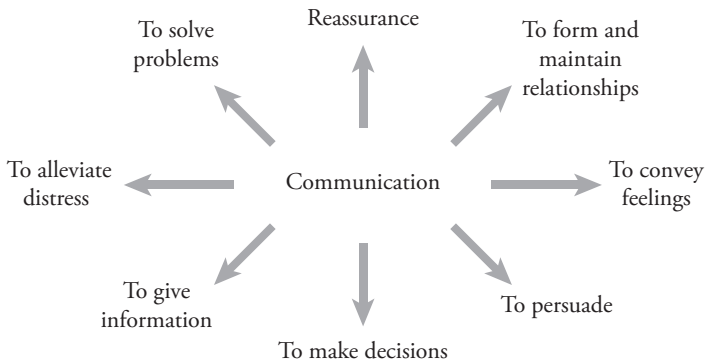 Reassurance
To solve
problems
To form and
maintain
relationships
To alleviate
distress
Communication
To convey
feelings
To give
information
To persuade
To make decisions